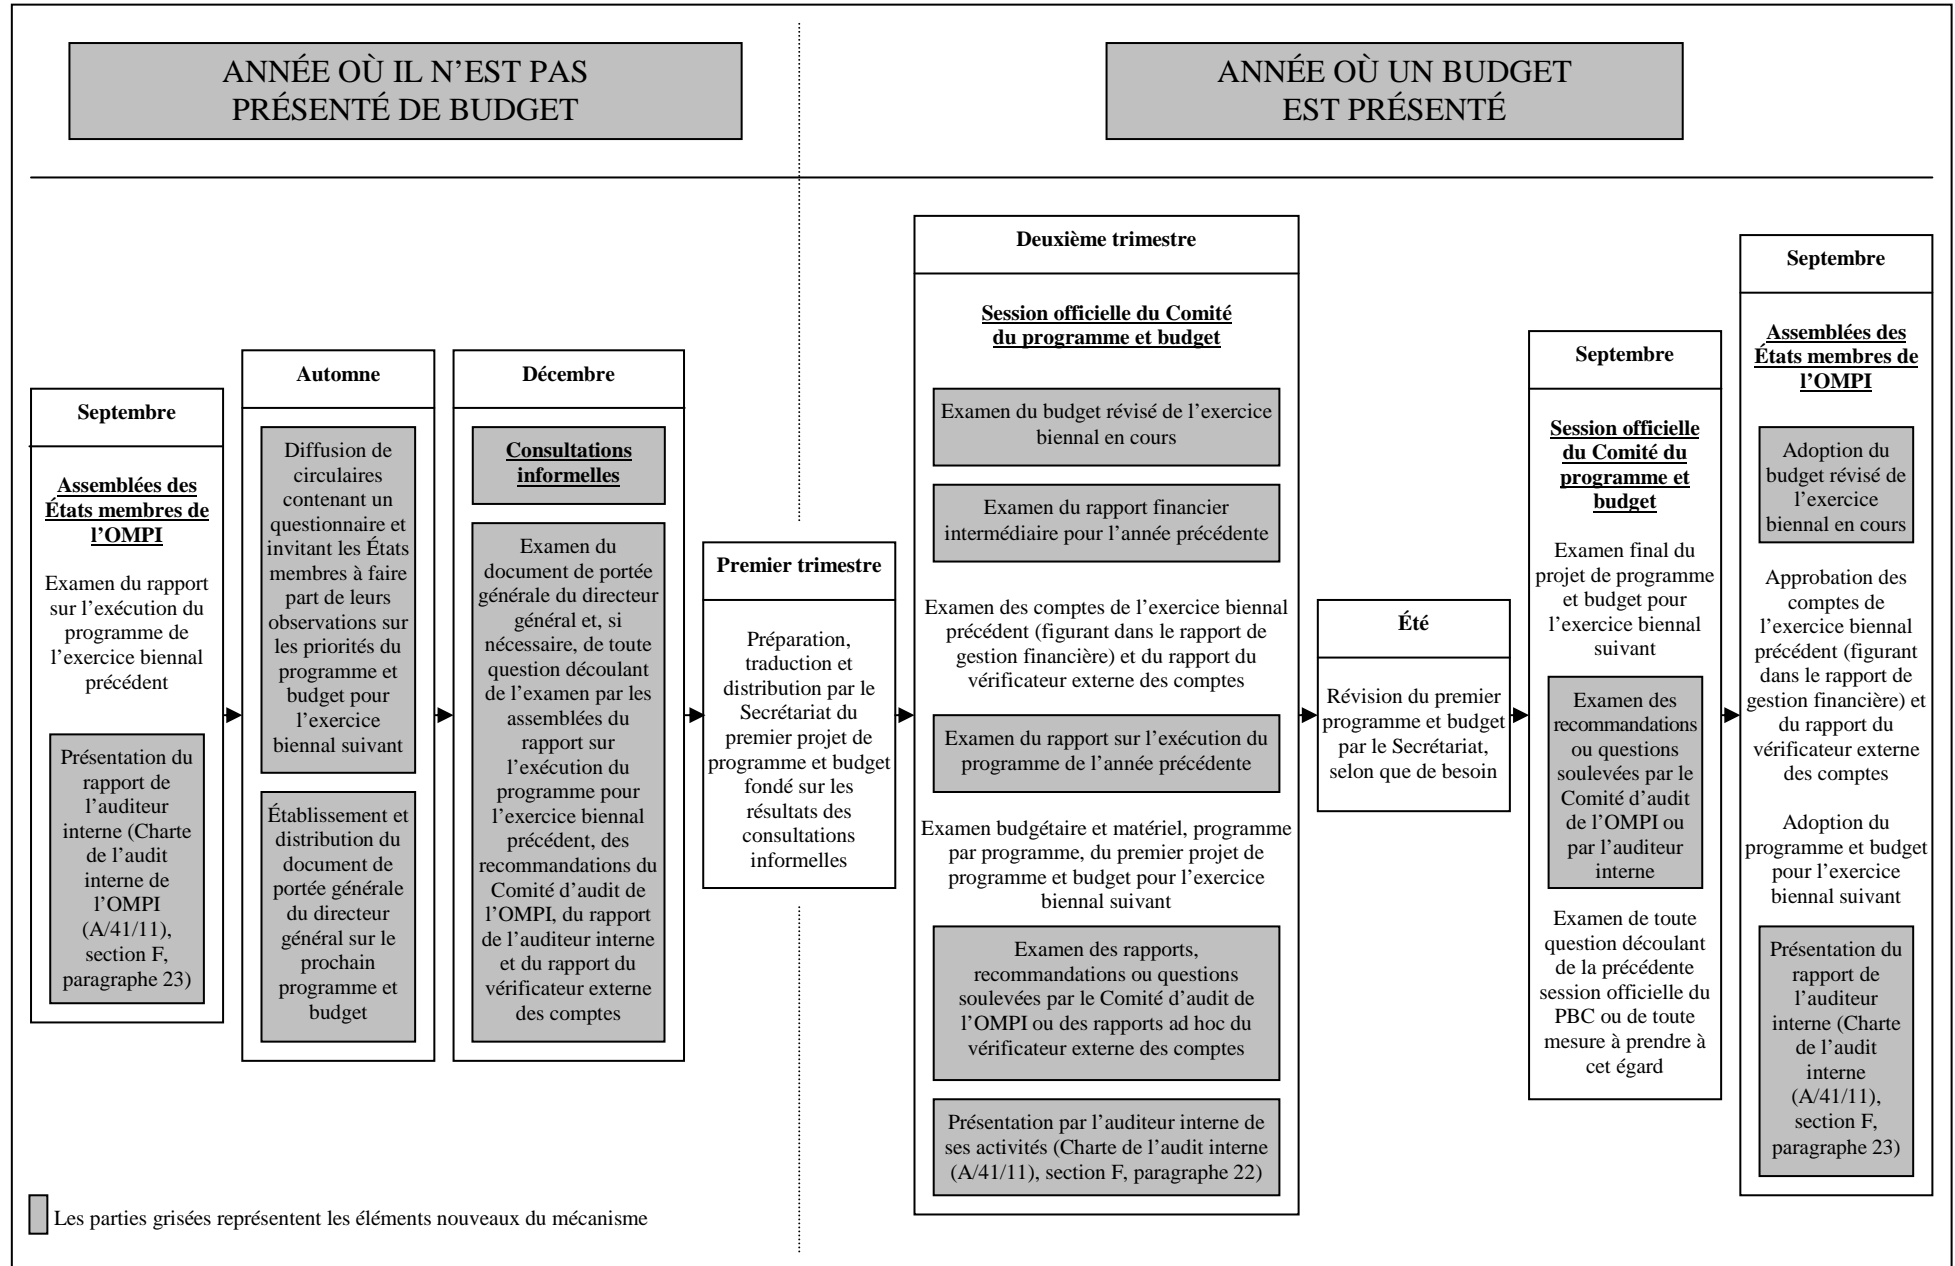 ANNÉE OÙ IL N'EST PAS
PRÉSENTÉ DE BUDGET
ANNÉE OÙ UN BUDGET
EST PRÉSENTÉ
Septembre
Assemblées des
États membres de
l’OMPI
Examen du rapport
sur l’exécution du
programme de
l’exercice biennal
précédent
Présentation du
rapport de
l’auditeur
interne (Charte
de l’audit
interne de
l’OMPI
(A/41/11),
section F,
paragraphe 23)
Automne
Diffusion de
circulaires
contenant un
questionnaire et
invitant les États
membres à faire
part de leurs
observations sur
les priorités du
programme et
budget pour
l’exercice
biennal suivant
Établissement et
distribution du
document de
portée générale
du directeur
général sur le
prochain
programme et
budget
Décembre
Consultations
informelles
Examen du
document de portée
générale du directeur
général et, si
nécessaire, de toute
question découlant
de l’examen par les
assemblées du
rapport sur
l’exécution du
programme pour
l’exercice biennal
précédent, des
recommandations du
Comité d’audit de
l’OMPI, du rapport
de l’auditeur interne
et du rapport du
vérificateur externe
des comptes
Premier trimestre
Préparation,
traduction et
distribution par le
Secrétariat du
premier projet de
programme et budget
fondé sur les
résultats des
consultations
informelles
Deuxième trimestre
Session officielle du Comité
du programme et budget
Examen du budget révisé de l’exercice
biennal en cours
Examen du rapport financier
intermédiaire pour l’année précédente
Examen des comptes de l’exercice biennal
précédent (figurant dans le rapport de
gestion financière) et du rapport du
vérificateur externe des comptes
Examen du rapport sur l’exécution du
programme de l’année précédente
Examen budgétaire et matériel, programme
par programme, du premier projet de
programme et budget pour l’exercice
biennal suivant
Examen des rapports,
recommandations ou questions
soulevées par le Comité d’audit de
l’OMPI ou des rapports ad hoc du
vérificateur externe des comptes
Présentation par l’auditeur interne de
ses activités (Charte de l’audit interne
(A/41/11), section F, paragraphe 22)
Été
Révision du premier
programme et budget
par le Secrétariat,
selon que de besoin
Septembre
Session officielle
du Comité du
programme et
budget
Examen final du
projet de programme
et budget pour
l’exercice biennal
suivant
Examen des
recommandations
ou questions
soulevées par le
Comité d’audit
de l’OMPI ou
par l’auditeur
interne
Examen de toute
question découlant
de la précédente
session officielle du
PBC ou de toute
mesure à prendre à
cet égard
Septembre
Assemblées des
États membres de
l’OMPI
Adoption du
budget révisé de
l’exercice
biennal en cours
Approbation des
comptes de
l’exercice biennal
précédent (figurant
dans le rapport de
gestion financière) et
du rapport du
vérificateur externe
des comptes
Adoption du
programme et budget
pour l’exercice
biennal suivant
Présentation du
rapport de
l’auditeur
interne (Charte
de l’audit
interne
(A/41/11),
section F,
paragraphe 23)
Les parties grisées représentent les éléments nouveaux du mécanisme